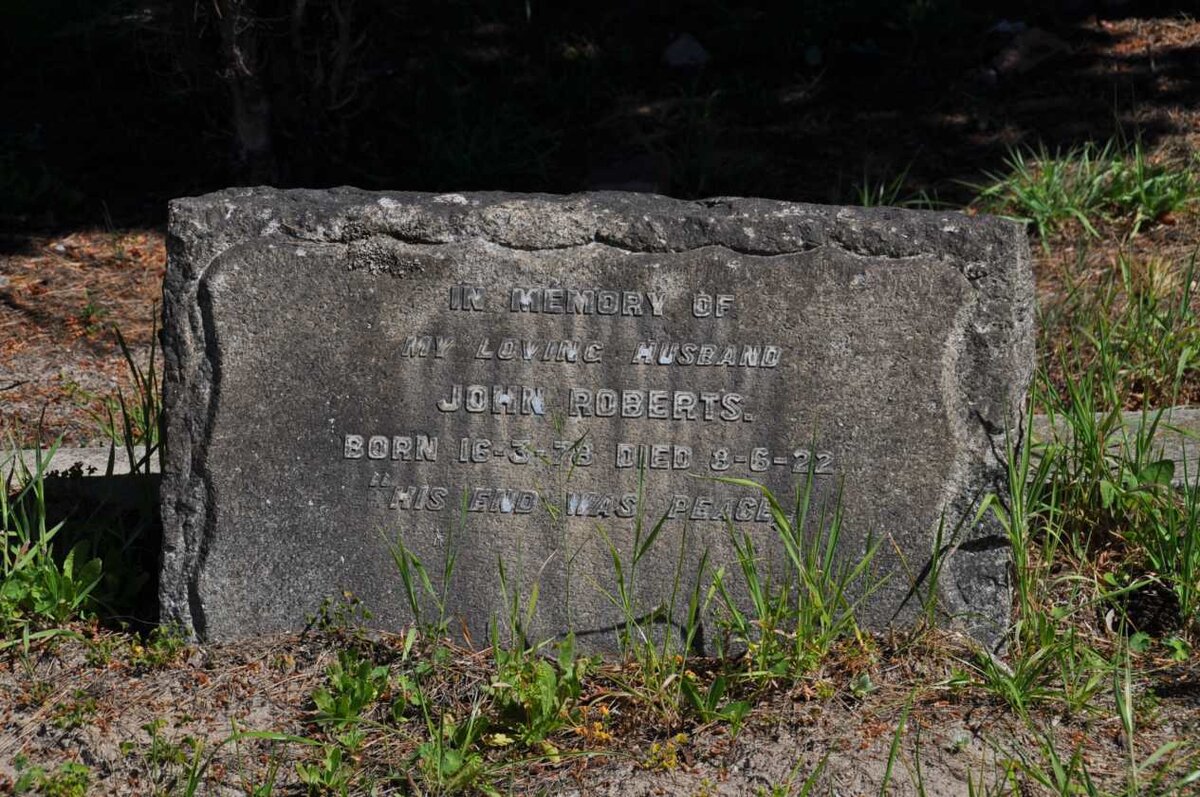 IN MEMORY OF
MY LOVING HUSBAND
JOHN ROBERTS.
BORN 16-3-78 DIED 8-6-22
"HIS END WAS PEACE